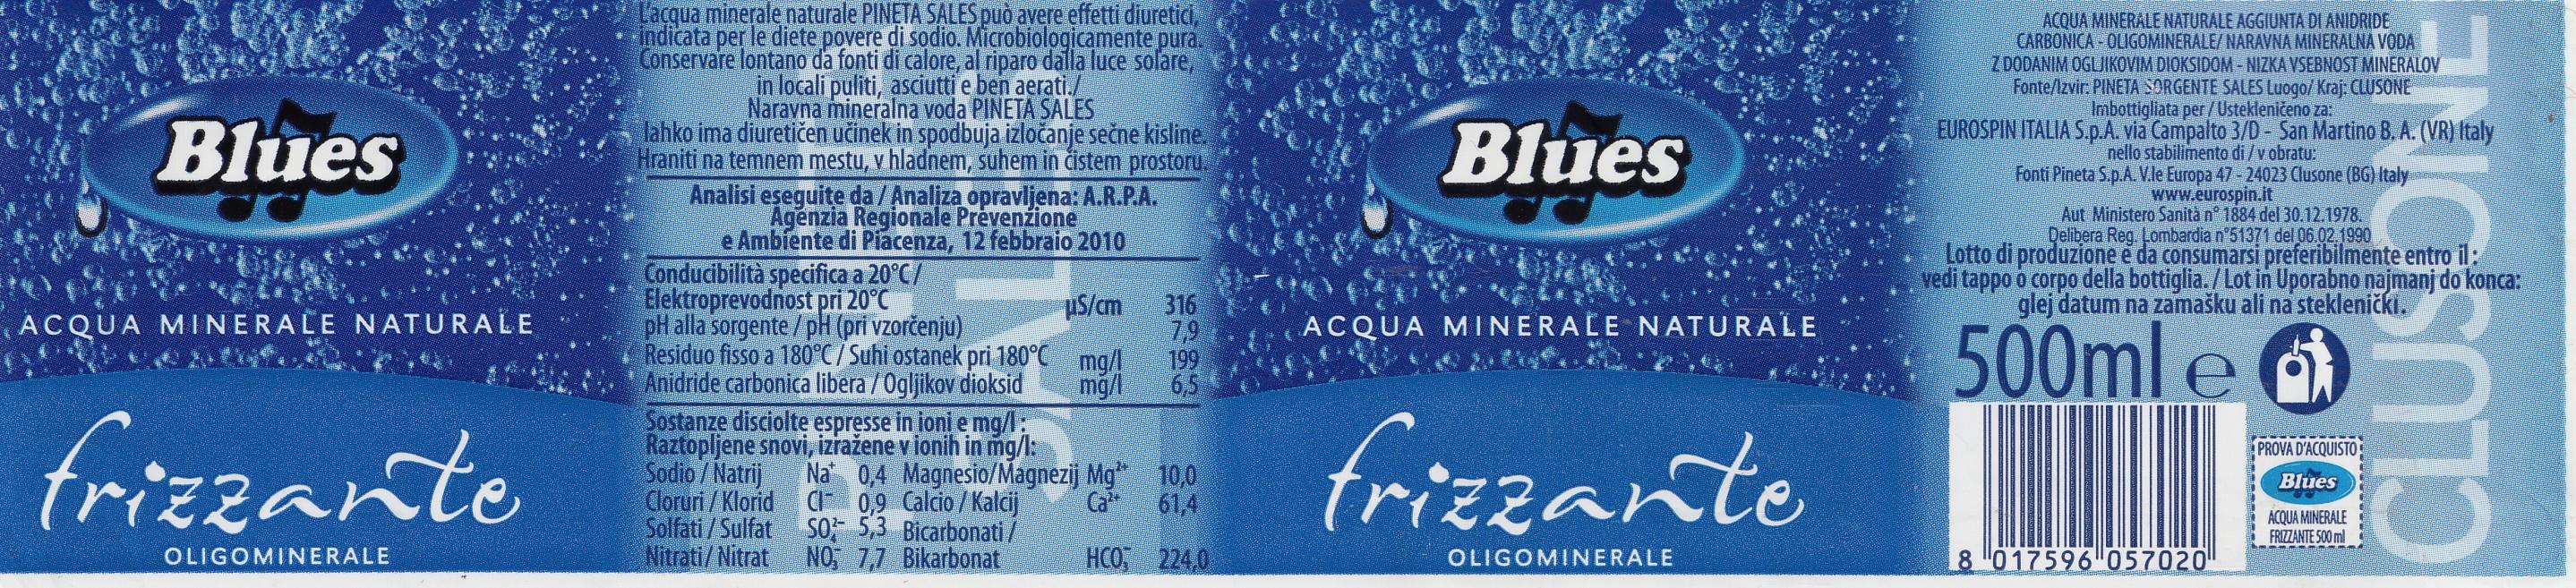 Blues
ACQUA MINERALE NATURALE
frizzante
OLIGOMINERALE
L'acqua minerale naturale PINETA SALES può avere effetti diuretici,
indicata per le diete povere di sodio. Microbiologicamente pura.
Conservare lontano da fonti di calore, al riparo dalla luce solare,
in locali puliti, asciutti e ben aerati./
Naravna mineralna voda PINETA SALES
lahko ima diuretičen učinek in spodbuja izločanje sečne kisline.
Hraniti na temnem mestu, v hladnem, suhem in čistem prostoru.
Analisi eseguite da / Analiza opravljena: A.R.P.A.
Agenzia Regionale Prevenzione
e Ambiente di Piacenza, 12 febbraio 2010
Conducibilità specifica a 20°C /
Elektroprevodnost pri 20°C µS/cm 316
pH alla sorgente / pH (pri vzorčenju) 7,9
Residuo fisso a 180°C / Suhi ostanek pri 180°C mg/l 199
Anidride carbonica libera / Ogljikov dioksid mg/l 6,5
Sostanze disciolte espresse in ioni e mg/l :
Raztopljene snovi, izražene v ionih in mg/l:
Sodio / Natrij Na⁺ 0,4 Magnesio/Magnezij Mg²⁺ 10,0
Cloruri / Klorid Cl⁻ 0,9 Calcio / Kalcij Ca²⁺ 61,4
Solfati / Sulfat SO₄²⁻ 5,3 Bicarbonati /
Nitrati / Nitrat NO₃⁻ 7,7 Bikarbonat HCO₃⁻ 224,0
PINETA
SALES
Blues
ACQUA MINERALE NATURALE
frizzante
OLIGOMINERALE
ACQUA MINERALE NATURALE AGGIUNTA DI ANIDRIDE
CARBONICA - OLIGOMINERALE/ NARAVNA MINERALNA VODA
Z DODANIM OGLJIKOVIM DIOKSIDOM - NIZKA VSEBNOST MINERALOV
Fonte/Izvir: PINETA SORGENTE SALES Luogo/ Kraj: CLUSONE
Imbottigliata per / Ustekleničeno za:
EUROSPIN ITALIA S.p.A. via Campalto 3/D - San Martino B. A. (VR) Italy
nello stabilimento di / v obratu:
Fonti Pineta S.p.A. V.le Europa 47 - 24023 Clusone (BG) Italy
www.eurospin.it
Aut Ministero Sanità n° 1884 del 30.12.1978.
Delibera Reg. Lombardia n°51371 del 06.02.1990
Lotto di produzione e da consumarsi preferibilmente entro il :
vedi tappo o corpo della bottiglia. / Lot in Uporabno najmanj do konca:
glej datum na zamašku ali na steklenički.
500ml e
8 017596 057020
PROVA D'ACQUISTO
Blues
ACQUA MINERALE
FRIZZANTE 500 ml
CLUSONE